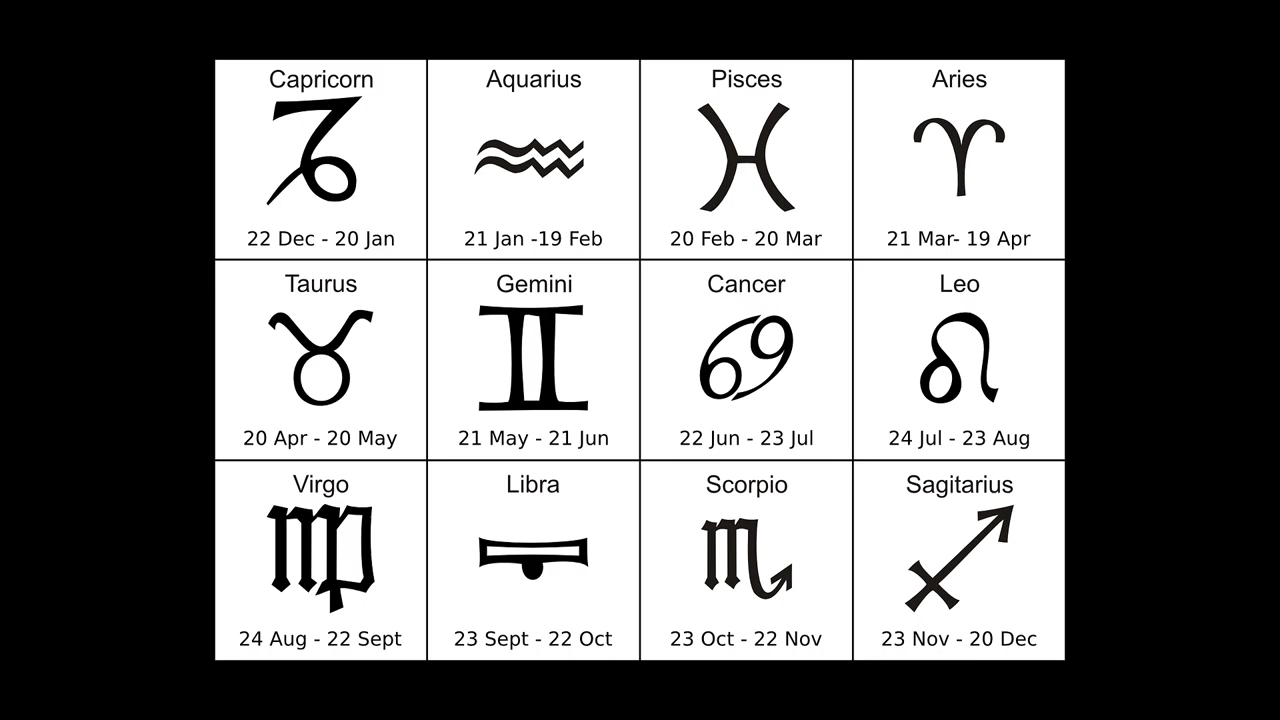 Capricorn
22 Dec - 20 Jan
Aquarius
21 Jan -19 Feb
Pisces
20 Feb - 20 Mar
Aries
21 Mar- 19 Apr
Taurus
20 Apr - 20 May
Gemini
21 May - 21 Jun
Cancer
22 Jun - 23 Jul
Leo
24 Jul - 23 Aug
Virgo
24 Aug - 22 Sept
Libra
23 Sept - 22 Oct
Scorpio
23 Oct - 22 Nov
Sagitarius
23 Nov - 20 Dec